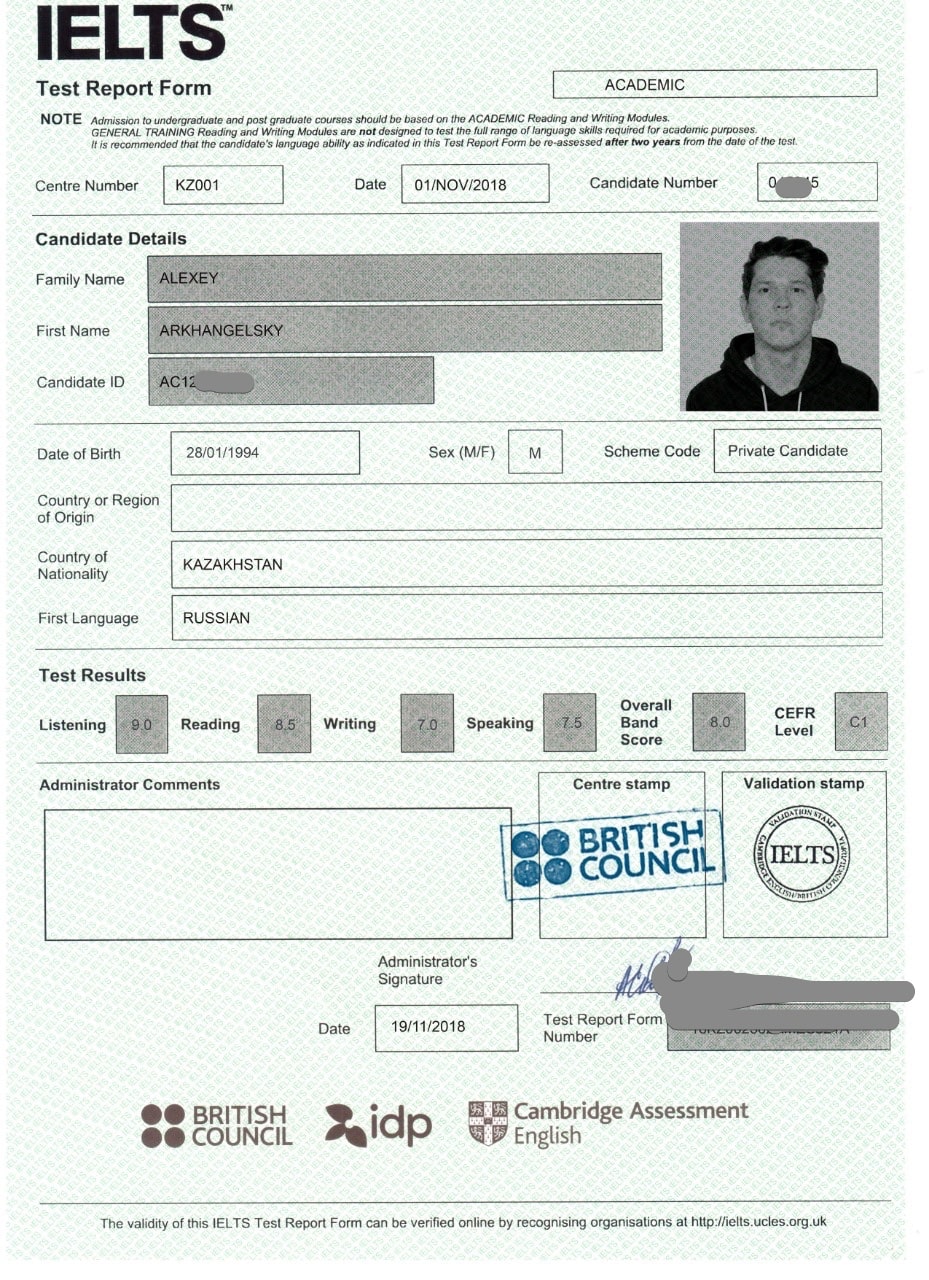 IELTS™
Test Report Form
ACADEMIC
NOTE Admission to undergraduate and post graduate courses should be based on the ACADEMIC Reading and Writing Modules.
GENERAL TRAINING Reading and Writing Modules are not designed to test the full range of language skills required for academic purposes.
It is recommended that the candidate's language ability as indicated in this Test Report Form be re-assessed after two years from the date of the test.
Centre Number KZ001 Date 01/NOV/2018 Candidate Number
Candidate Details
Family Name ALEXEY
First Name ARKHANGELSKY
Candidate ID AC12
Date of Birth 28/01/1994 Sex (M/F) M Scheme Code Private Candidate
Country or Region
of Origin
Country of
Nationality
KAZAKHSTAN
First Language RUSSIAN
Test Results
Listening 9.0 Reading 8.5 Writing 7.0 Speaking 7.5 Overall Band Score 8.0 CEFR Level C1
Administrator Comments
Centre stamp
Validation stamp
BRITISH
COUNCIL
VALIDATION STAMP
IELTS
CAMBRIDGE ENGLISH/BRITISH COUNCIL/IDP:IA
Administrator's
Signature
Date 19/11/2018
Test Report Form
Number
BRITISH
COUNCIL
idp
Cambridge Assessment
English
The validity of this IELTS Test Report Form can be verified online by recognising organisations at http://ielts.ucles.org.uk